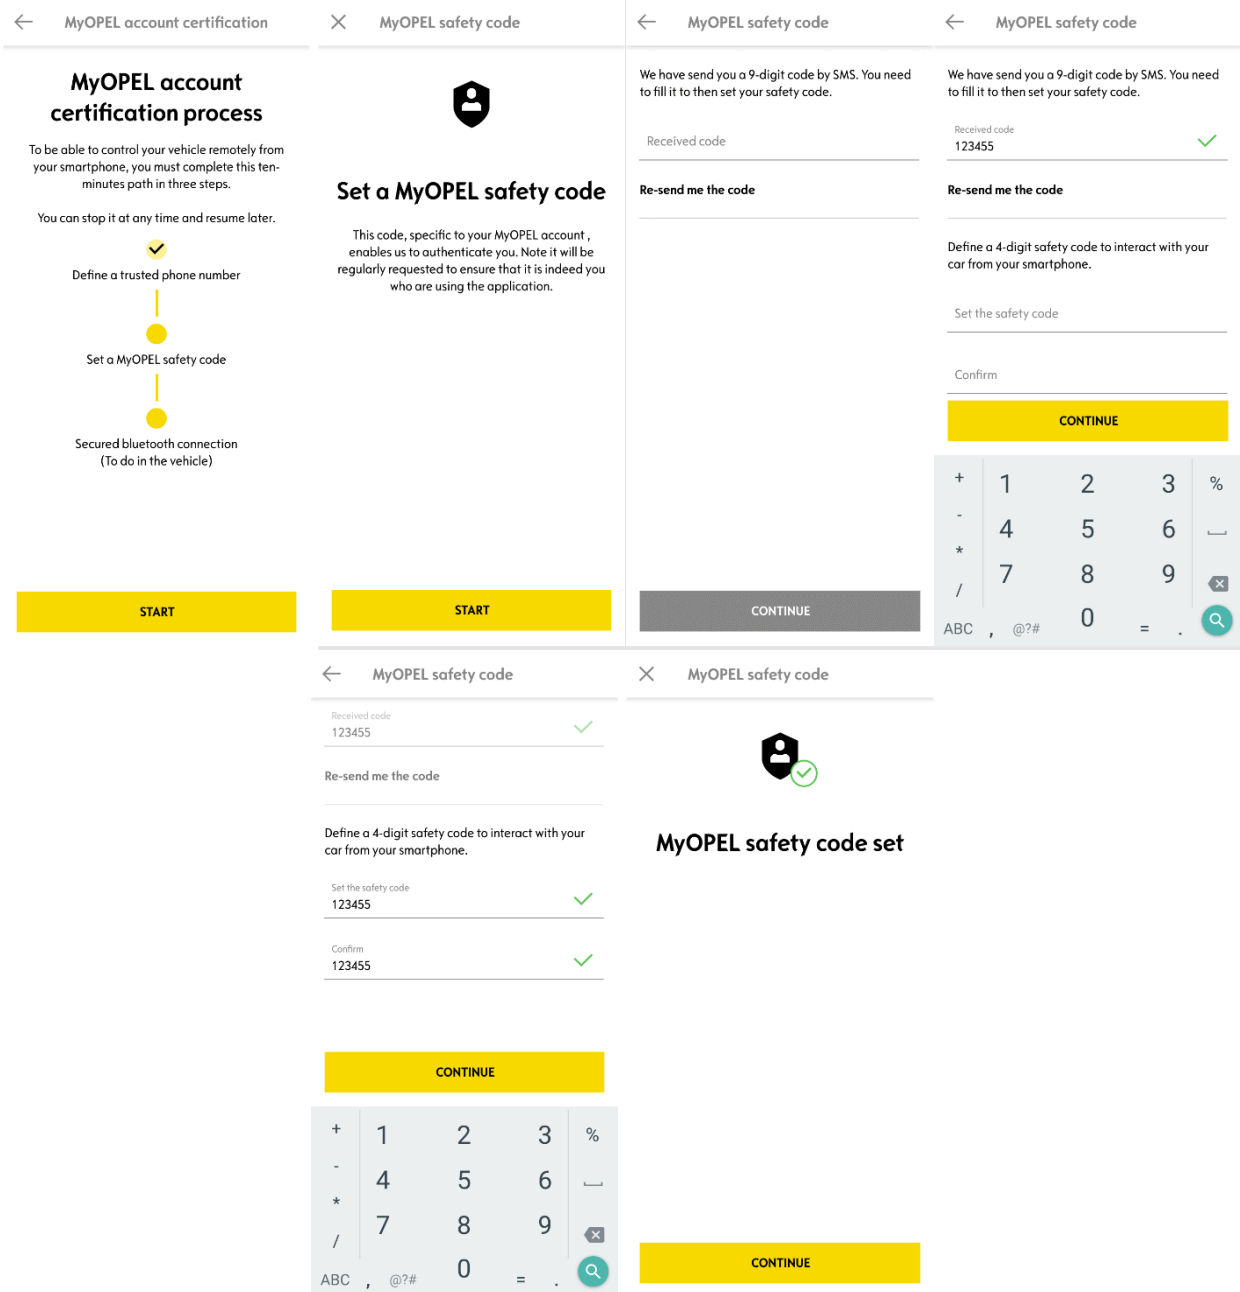 MyOPEL account certification
MyOPEL account
certification process
To be able to control your vehicle remotely from
your smartphone, you must complete this ten-
minutes path in three steps.
You can stop it at any time and resume later.
Define a trusted phone number
Set a MyOPEL safety code
Secured bluetooth connection
(To do in the vehicle)
START
MyOPEL safety code
Set a MyOPEL safety code
This code, specific to your MyOPEL account ,
enables us to authenticate you. Note it will be
regularly requested to ensure that it is indeed you
who are using the application.
START
MyOPEL safety code
We have send you a 9-digit code by SMS. You need
to fill it to then set your safety code.
Received code
Re-send me the code
CONTINUE
MyOPEL safety code
We have send you a 9-digit code by SMS. You need
to fill it to then set your safety code.
Received code
123455
Re-send me the code
Define a 4-digit safety code to interact with your
car from your smartphone.
Set the safety code
Confirm
CONTINUE
+ 1 2 3 %
- 4 5 6
* 7 8 9
/
ABC , @?# 0 = .
MyOPEL safety code
Received code
123455
Re-send me the code
Define a 4-digit safety code to interact with your
car from your smartphone.
Set the safety code
123455
Confirm
123455
CONTINUE
+ 1 2 3 %
- 4 5 6
* 7 8 9
/
ABC , @?# 0 = .
MyOPEL safety code
MyOPEL safety code set
CONTINUE